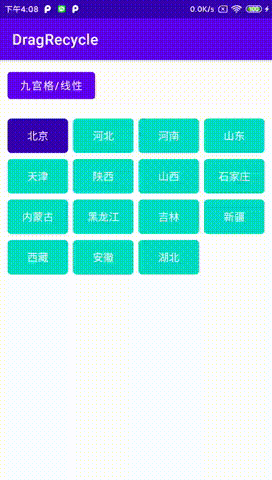 下午4:08 0.0K/s
DragRecycle
九宫格/线性
北京 河北 河南 山东
天津 陕西 山西 石家庄
内蒙古 黑龙江 吉林 新疆
西藏 安徽 湖北